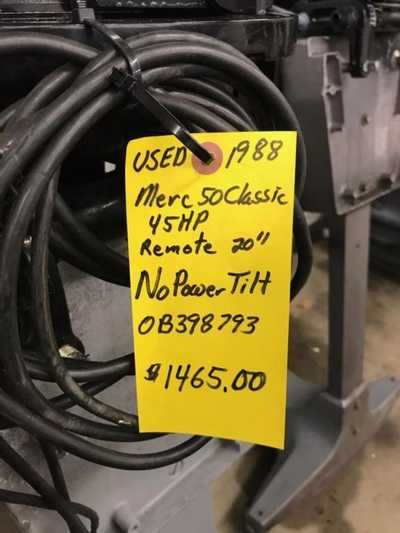 USED 1988
Merc 50 Classic
45HP
Remote 20"
No Power Tilt
OB398793
$1465.00